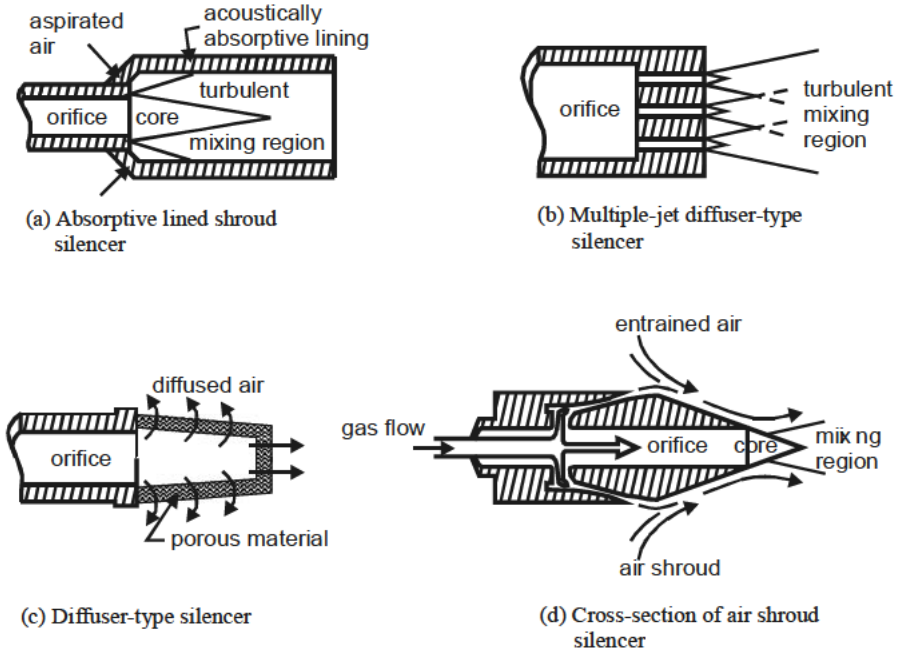 aspirated
air
acoustically
absorptive lining
turbulent
orifice
core
mixing region
(a) Absorptive lined shroud
silencer
orifice
turbulent
mixing
region
(b) Multiple-jet diffuser-type
silencer
diffused air
orifice
porous material
(c) Diffuser-type silencer
entrained air
gas flow
orifice
core
mixng
region
air shroud
(d) Cross-section of air shroud
silencer